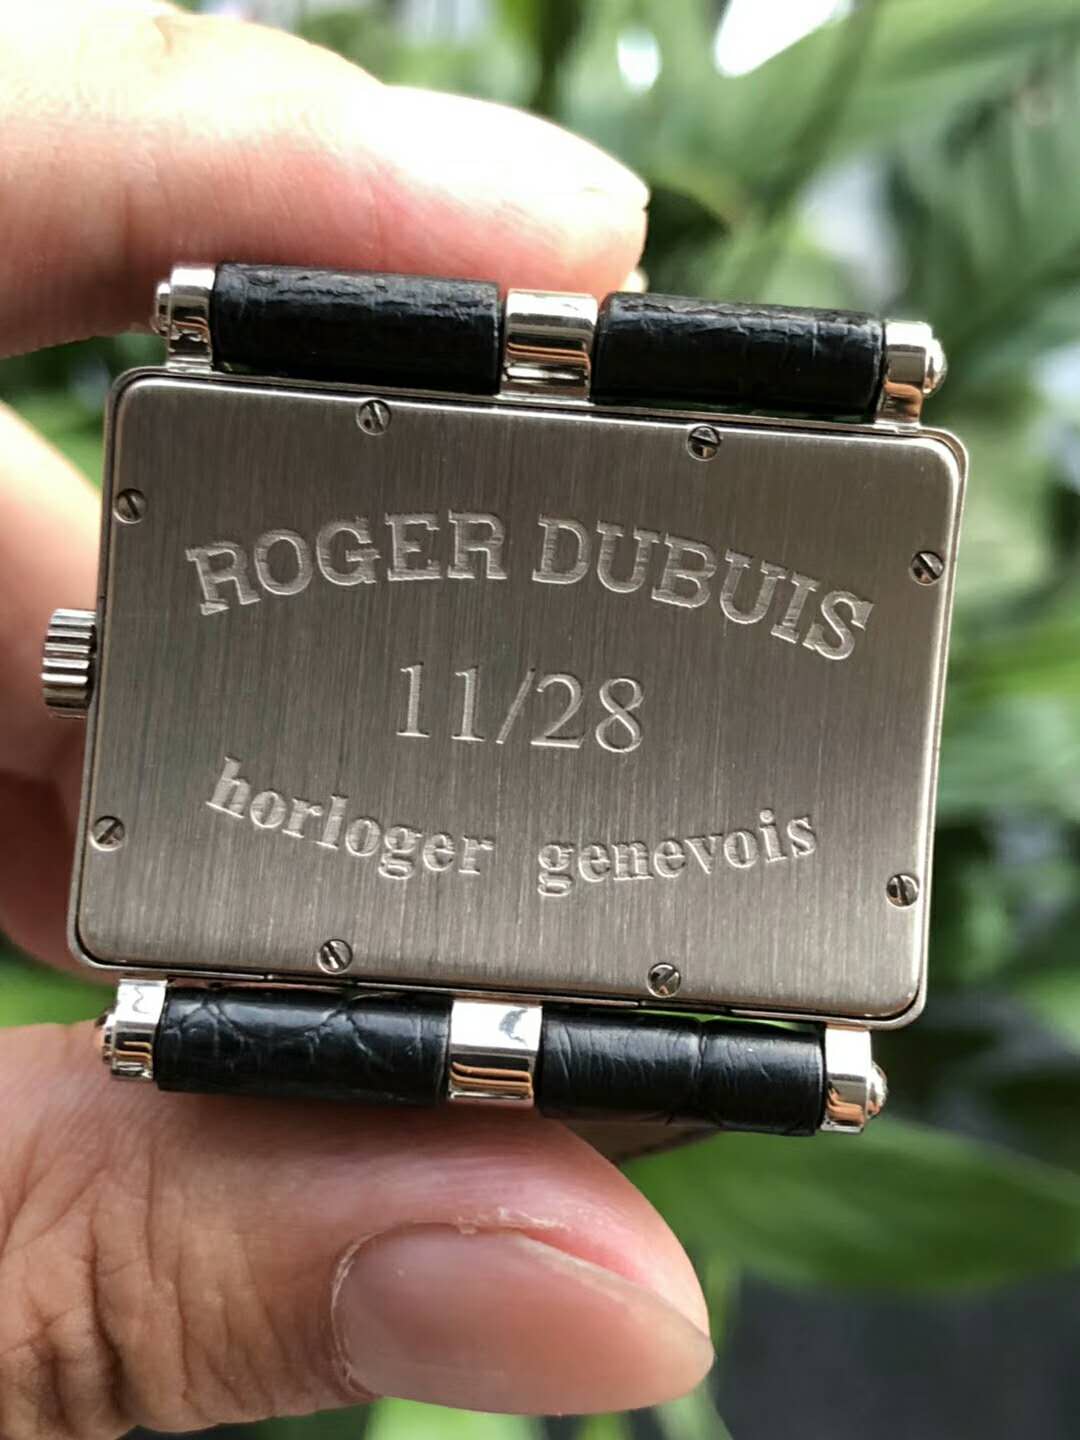 ROGER DUBUIS
11/28
horloger genevois